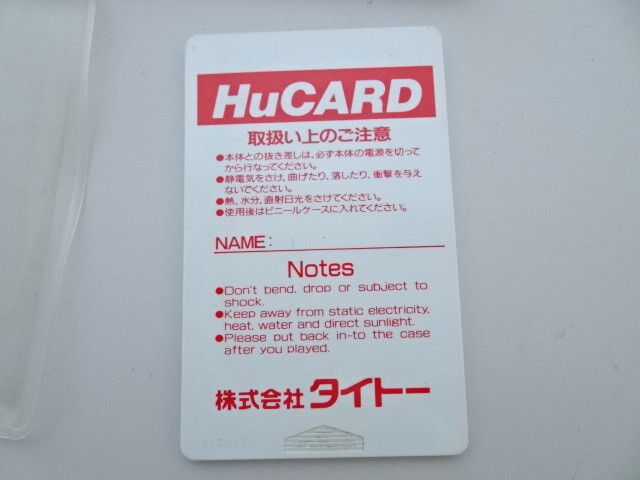 HuCARD
取扱い上のご注意
●本体との抜き差しは、必ず本体の電源を切って
から行なってください。
●静電気をさけ、曲げたり、落したり、衝撃を与え
ないでください。
●熱、水分、直射日光をさけてください。
●使用後はビニールケースに入れてください。
NAME:
Notes
●Don't bend, drop or subject to
shock.
●Keep away from static electricity,
heat, water and direct sunlight.
●Please put back in-to the case
after you played.
株式会社 タイトー